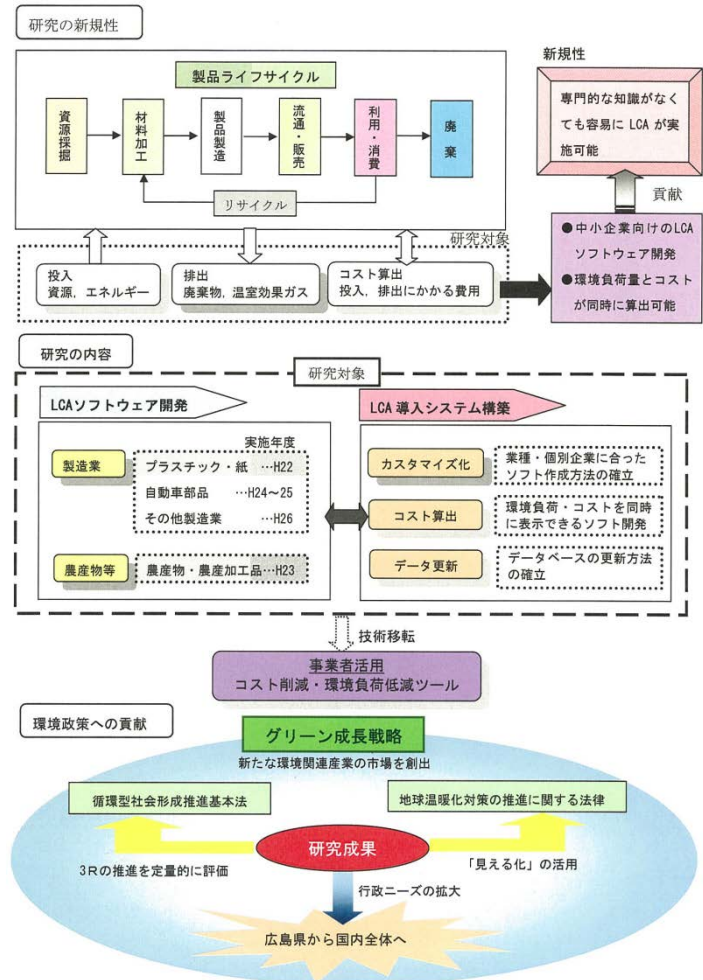 研究の新規性
製品ライフサイクル
資源採掘
材料加工
製品製造
流通・販売
利用・消費
廃棄
リサイクル
研究対象
投入
資源，エネルギー
排出
廃棄物，温室効果ガス
コスト算出
投入，排出にかかる費用
新規性
専門的な知識がなく
ても容易に LCA が実
施可能
貢献
●中小企業向けのLCA
ソフトウェア開発
●環境負荷量とコスト
が同時に算出可能
研究の内容
研究対象
LCAソフトウェア開発
実施年度
製造業
プラスチック・紙 …H22
自動車部品 …H24～25
その他製造業 …H26
農産物等
農産物・農産加工品…H23
LCA 導入システム構築
カスタマイズ化
業種・個別企業に合った
ソフト作成方法の確立
コスト算出
環境負荷・コストを同時
に表示できるソフト開発
データ更新
データベースの更新方法
の確立
技術移転
事業者活用
コスト削減・環境負荷低減ツール
環境政策への貢献
グリーン成長戦略
新たな環境関連産業の市場を創出
循環型社会形成推進基本法
地球温暖化対策の推進に関する法律
研究成果
3Rの推進を定量的に評価
「見える化」の活用
行政ニーズの拡大
広島県から国内全体へ